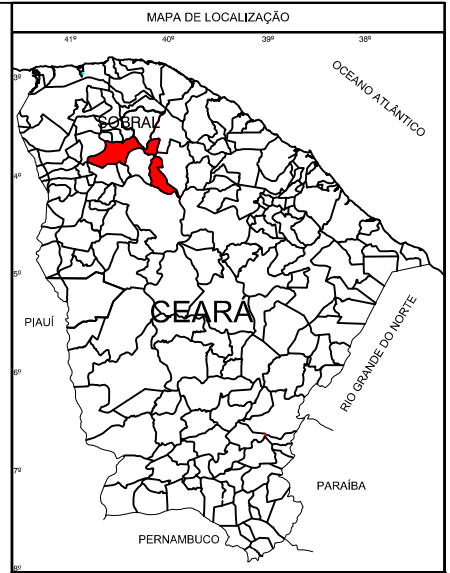 MAPA DE LOCALIZAÇÃO
41º 40º 39º 38º
3º
OCEANO ATLÂNTICO
SOBRAL
4º
5º
CEARÁ
PIAUÍ
RIO GRANDE DO NORTE
6º
7º
PARAÍBA
PERNAMBUCO
8º